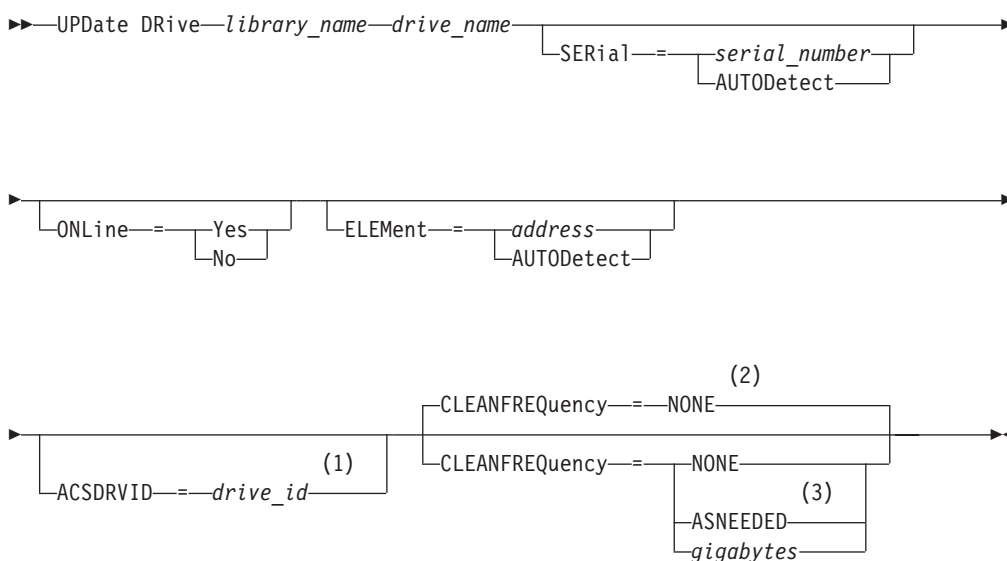 UPDate DRive library_name drive_name
SERial = serial_number
AUTODetect
ONLine = Yes
No
ELEMent = address
AUTODetect
ACSDRVID = drive_id (1)
CLEANFREQuency = NONE (2)
CLEANFREQuency = NONE
ASNEEDED (3)
gigabytes